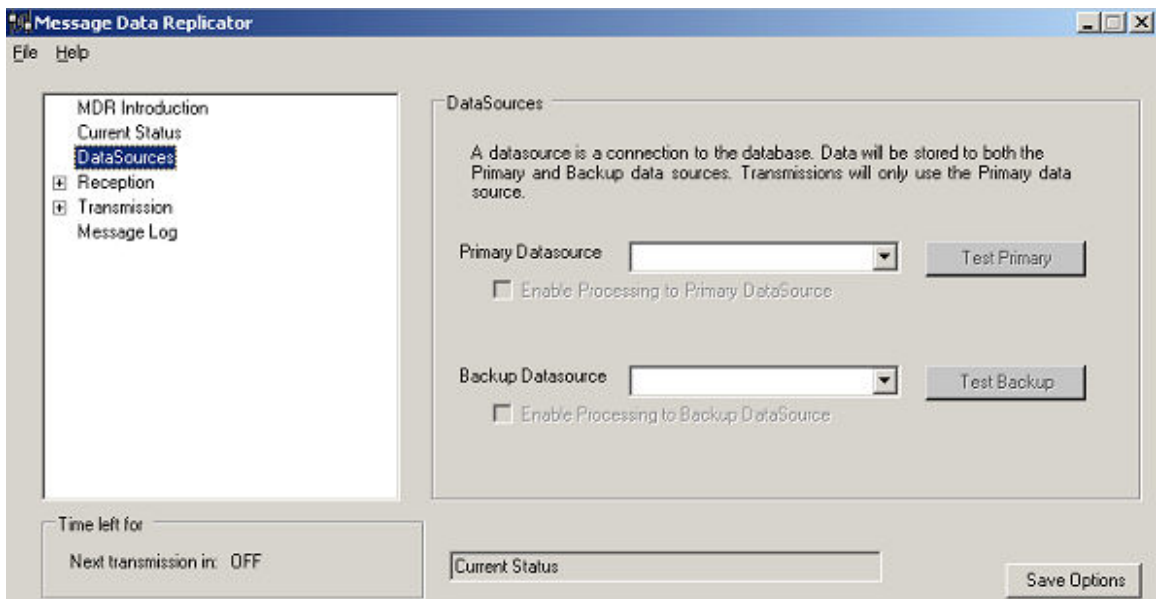 Message Data Replicator
File Help
MDR Introduction
Current Status
DataSources
Reception
Transmission
Message Log
DataSources
A datasource is a connection to the database. Data will be stored to both the
Primary and Backup data sources. Transmissions will only use the Primary data
source.
Primary Datasource
Test Primary
Enable Processing to Primary DataSource
Backup Datasource
Test Backup
Enable Processing to Backup DataSource
Time left for
Next transmission in: OFF
Current Status
Save Options